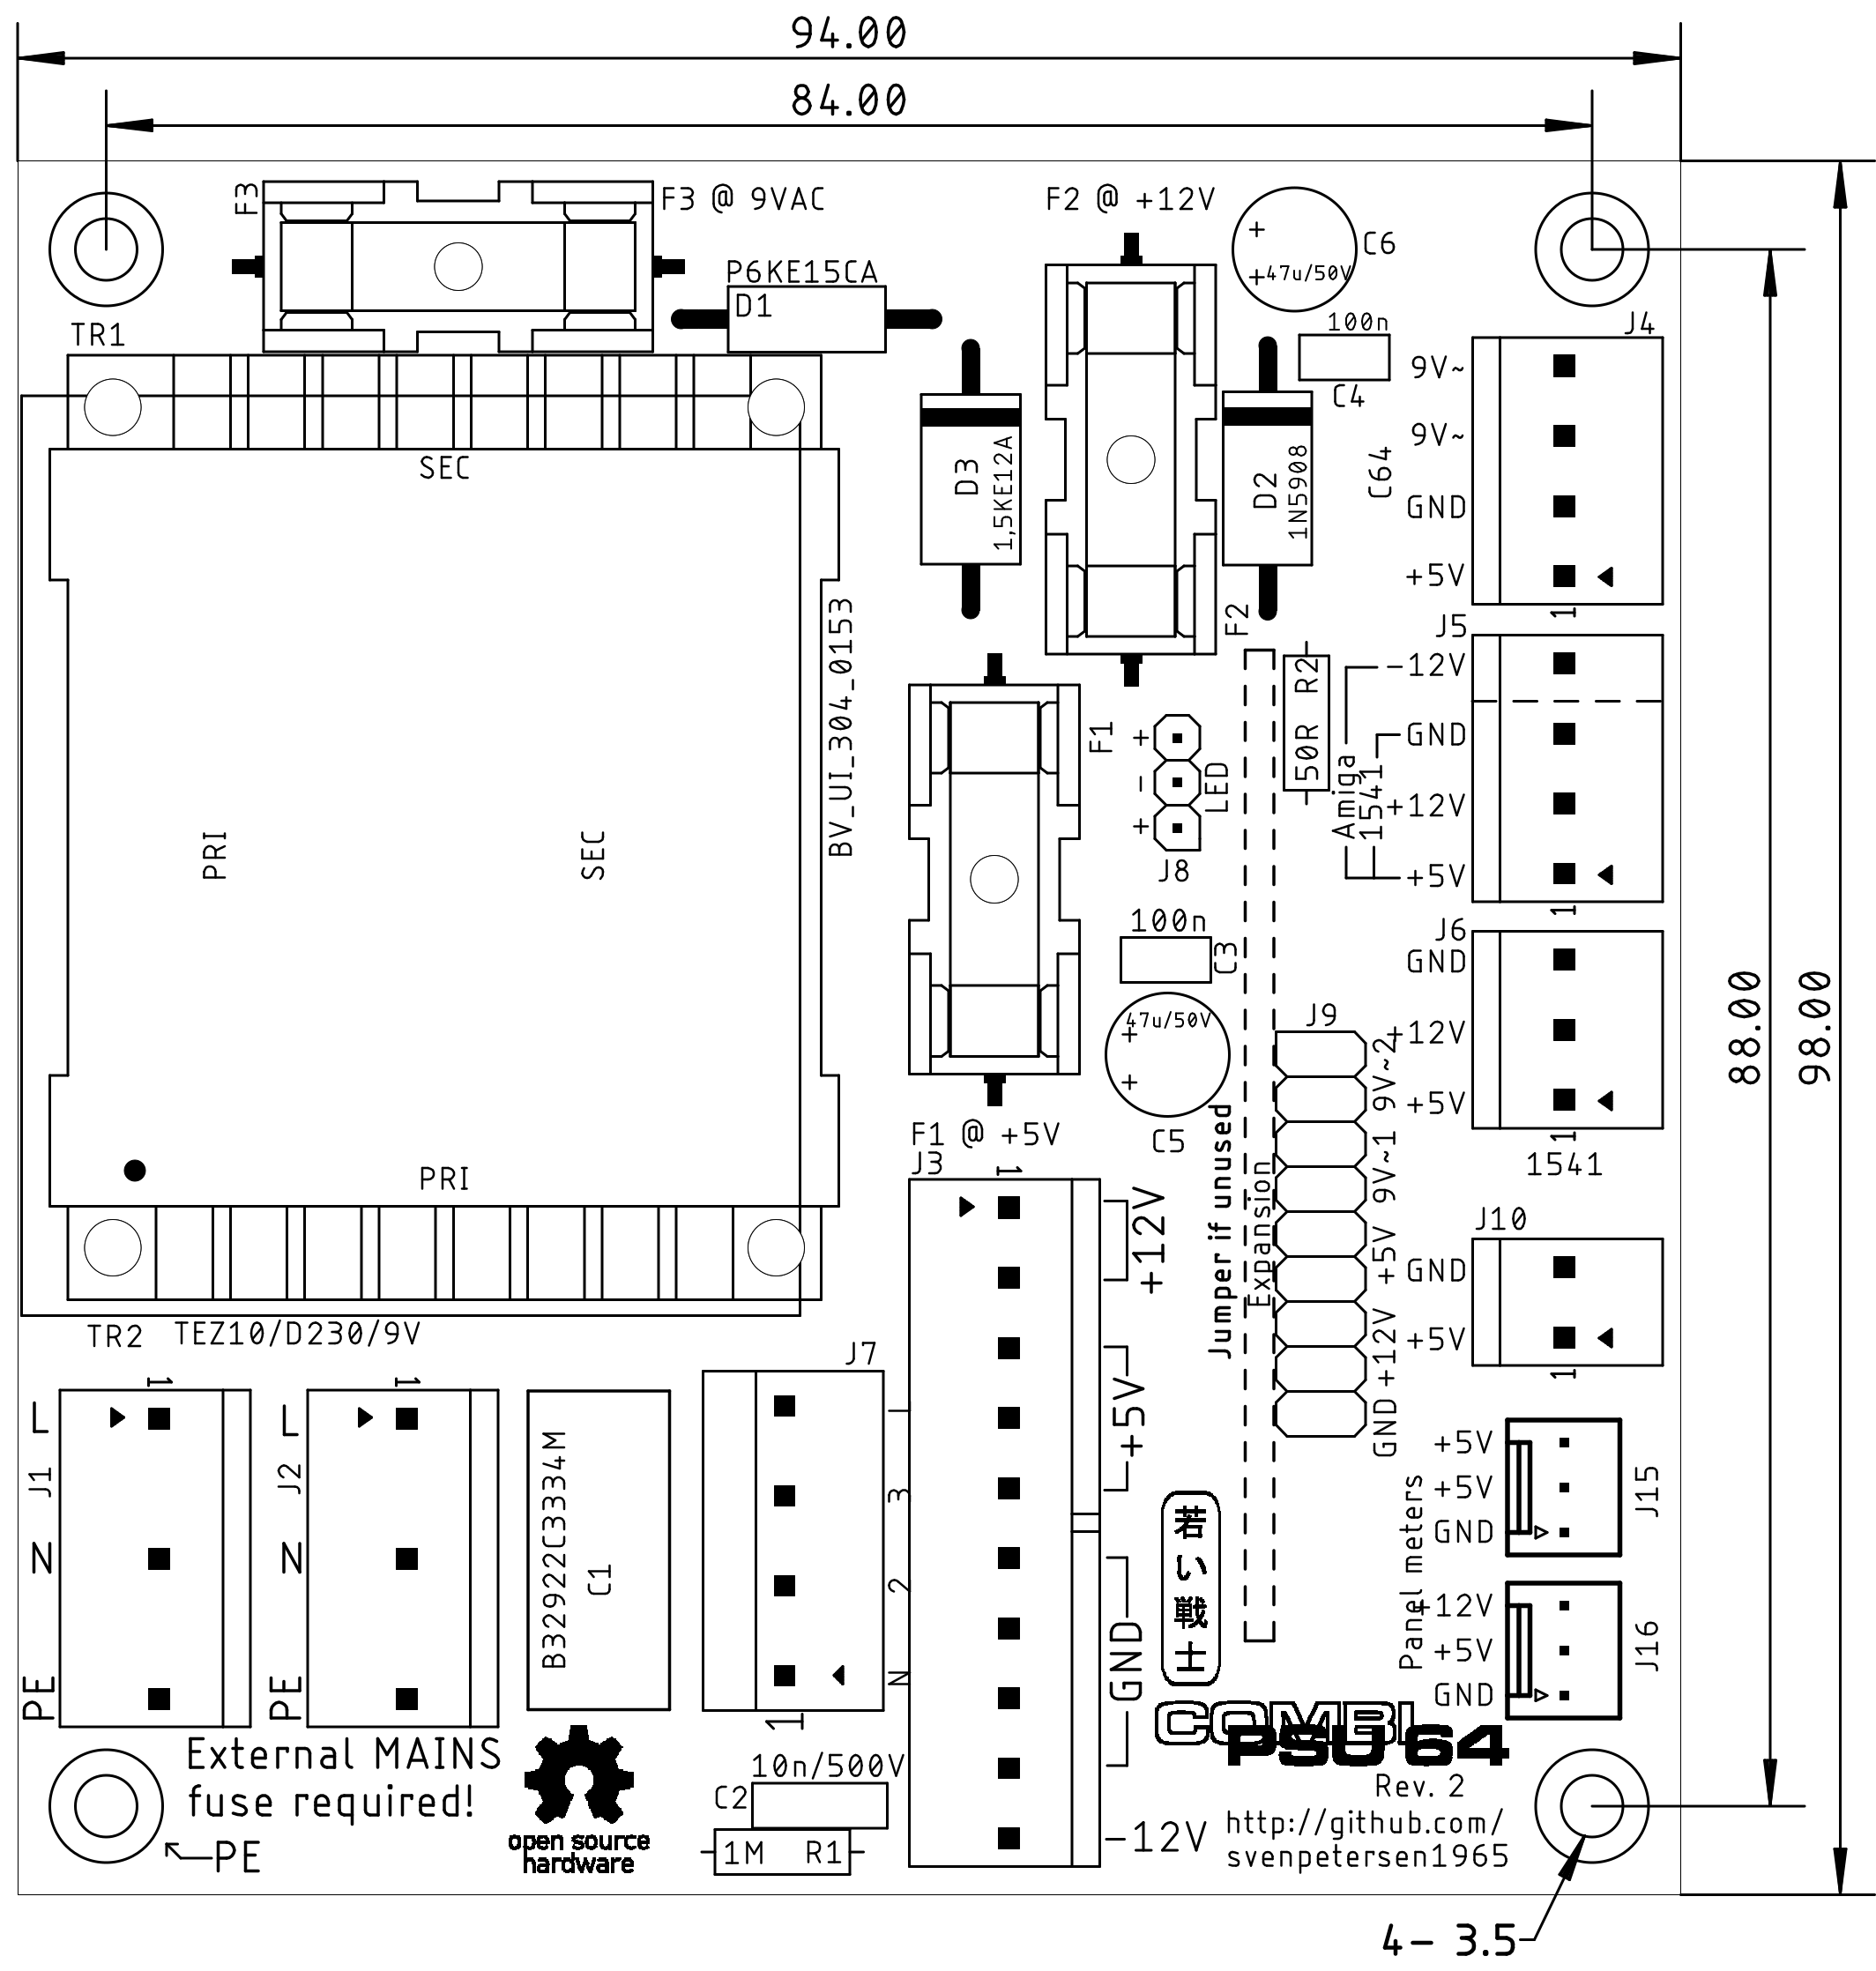 94.00
84.00
F3
F3 @ 9VAC
F2 @ +12V
+
+
47u/50V
C6
P6KE15CA
D1
100n
C4
TR1
J4
9V~
9V~
GND
+5V
1
C64
SEC
D3
1,5KE12A
D2
1N5908
F2
BV_UI_304_0153
PRI
SEC
PRI
J5
-12V
GND
+12V
+5V
1
Amiga
1541
R2
50R
F1
+
-
+
LED
J8
100n
C3
47u/50V
+
+
C5
J6
GND
+12V
+5V
1
1541
88.00
98.00
J9
9V~2
9V~1
+5V
+12V
GND
Jumper if unused
Expansion
F1 @ +5V
J3
1
+12V
+5V
GND
-12V
J10
GND
+5V
1
TR2
TEZ10/D230/9V
J1
1
L
N
PE
J2
1
L
N
PE
B32922C3334M
C1
J7
1
3
2
N
1
+5V
+5V
GND
J15
Panel meters
+12V
+5V
GND
J16
若い戦士
COMBI
PSU 64
Rev. 2
http://github.com/
svenpetersen1965
External MAINS
fuse required!
PE
open source
hardware
10n/500V
C2
1M
R1
4- 3.5